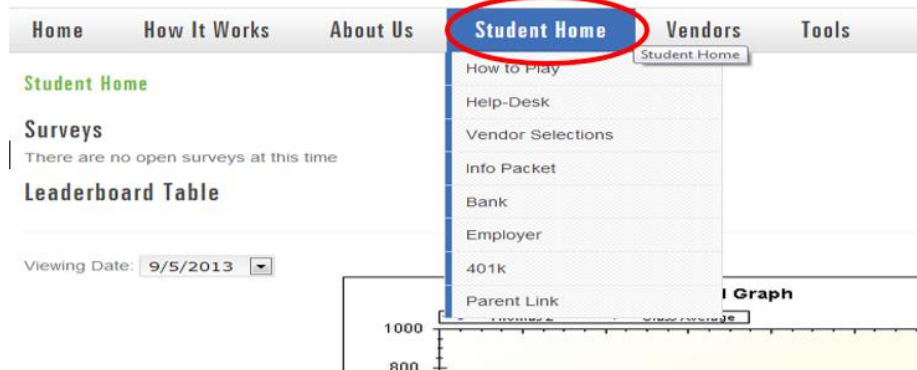 Home How It Works About Us Student Home Vendors Tools
Student Home
Student Home
How to Play
Help-Desk
Vendor Selections
Info Packet
Bank
Employer
401k
Parent Link
Surveys
There are no open surveys at this time
Leaderboard Table
Viewing Date: 9/5/2013
Graph
1000
800